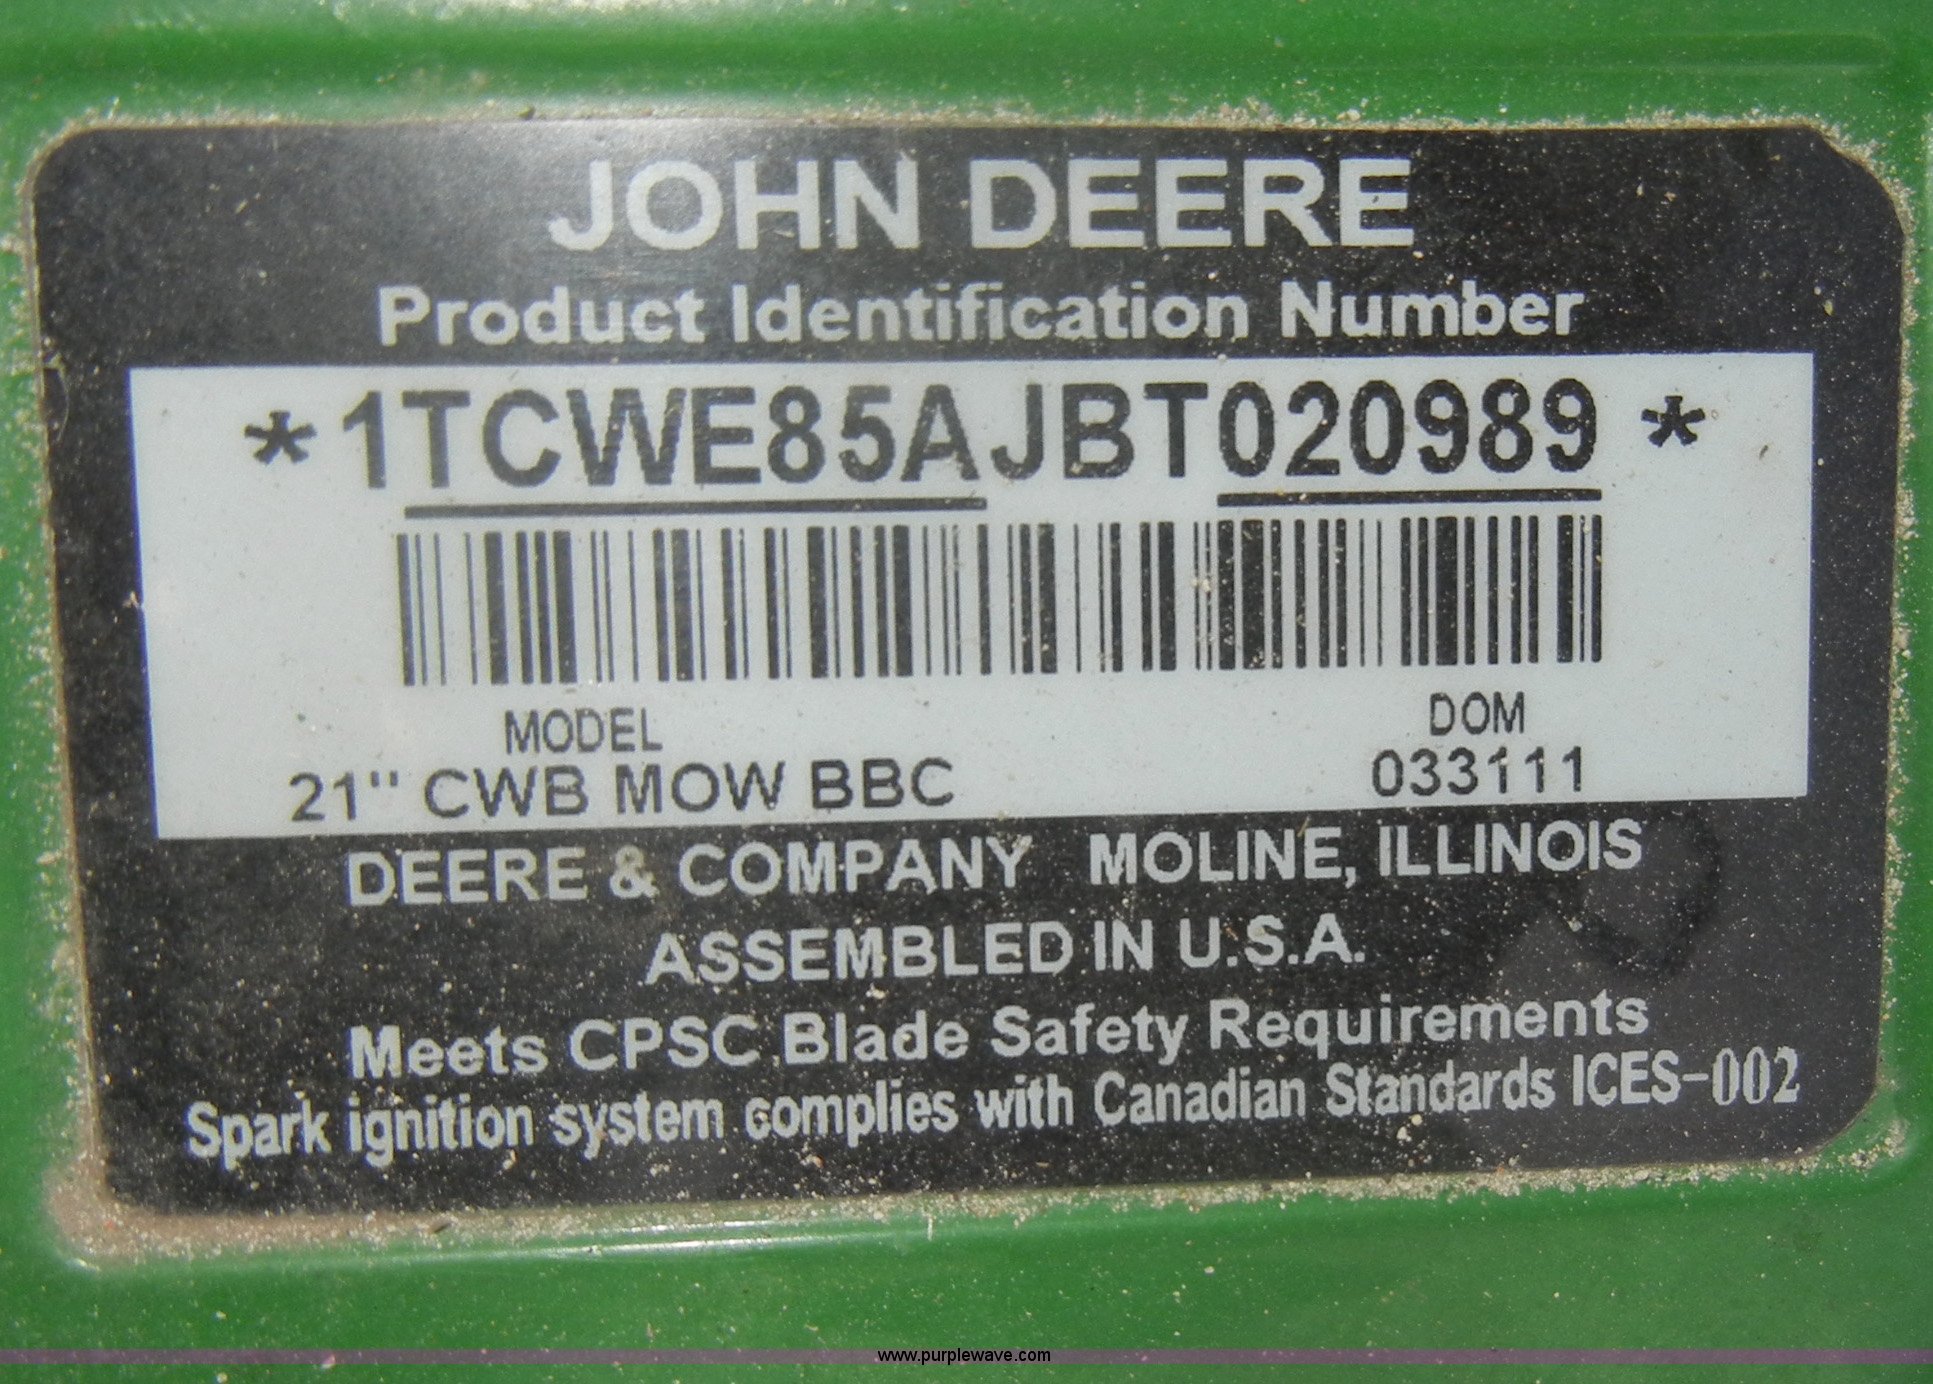 JOHN DEERE
Product Identification Number
*1TCWE85AJBT020989*
MODEL DOM
21" CWB MOW BBC 033111
DEERE & COMPANY MOLINE, ILLINOIS
ASSEMBLED IN U.S.A.
Meets CPSC Blade Safety Requirements
Spark ignition system complies with Canadian Standards ICES-002
www.purplewave.com